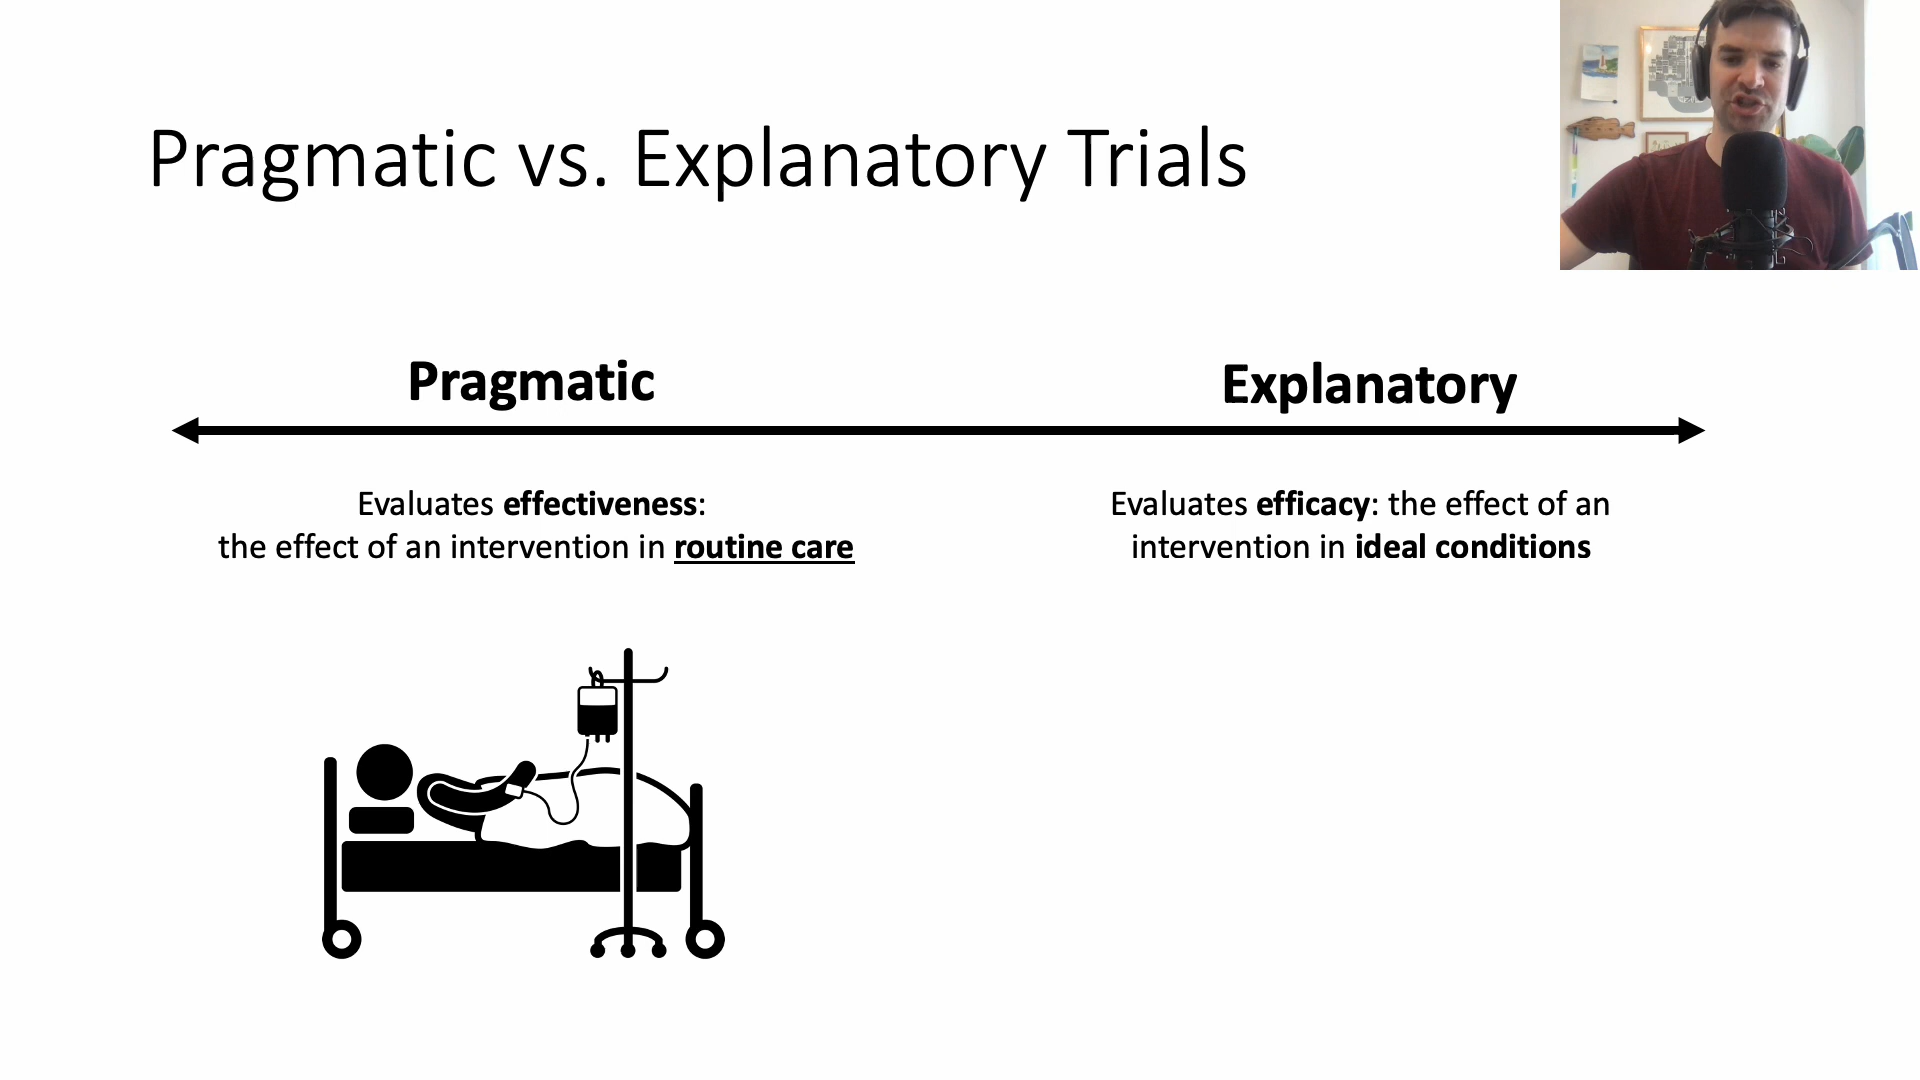 Pragmatic vs. Explanatory Trials
Pragmatic
Explanatory
Evaluates effectiveness:
the effect of an intervention in routine care
Evaluates efficacy: the effect of an
intervention in ideal conditions